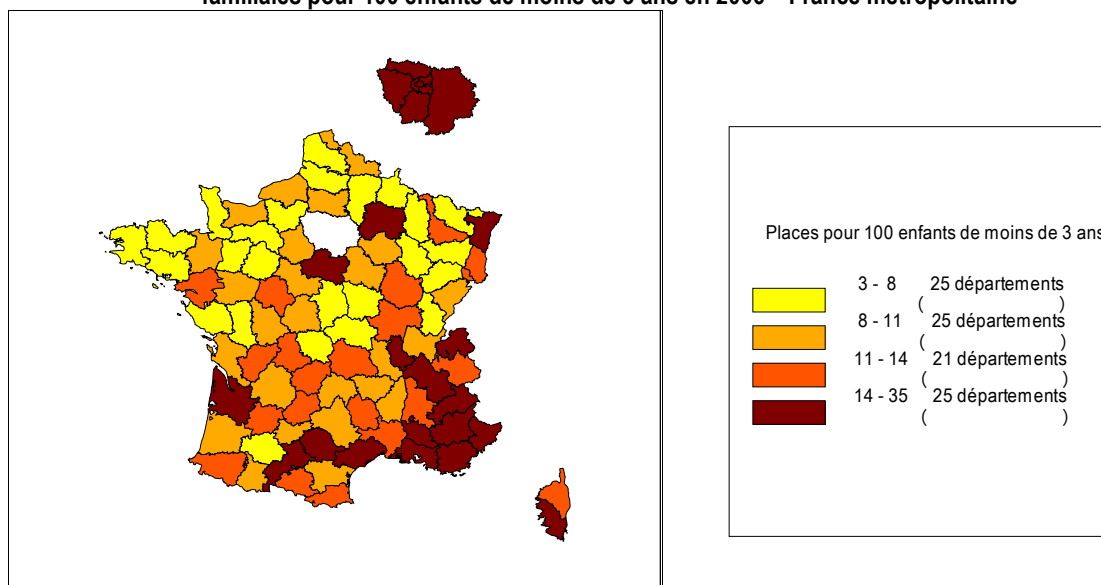 familiales pour 100 enfants de moins de 3 ans en 2006 - France métropolitaine
Places pour 100 enfants de moins de 3 ans
3 - 8 25 départements
( )
8 - 11 25 départements
( )
11 - 14 21 départements
( )
14 - 35 25 départements
( )